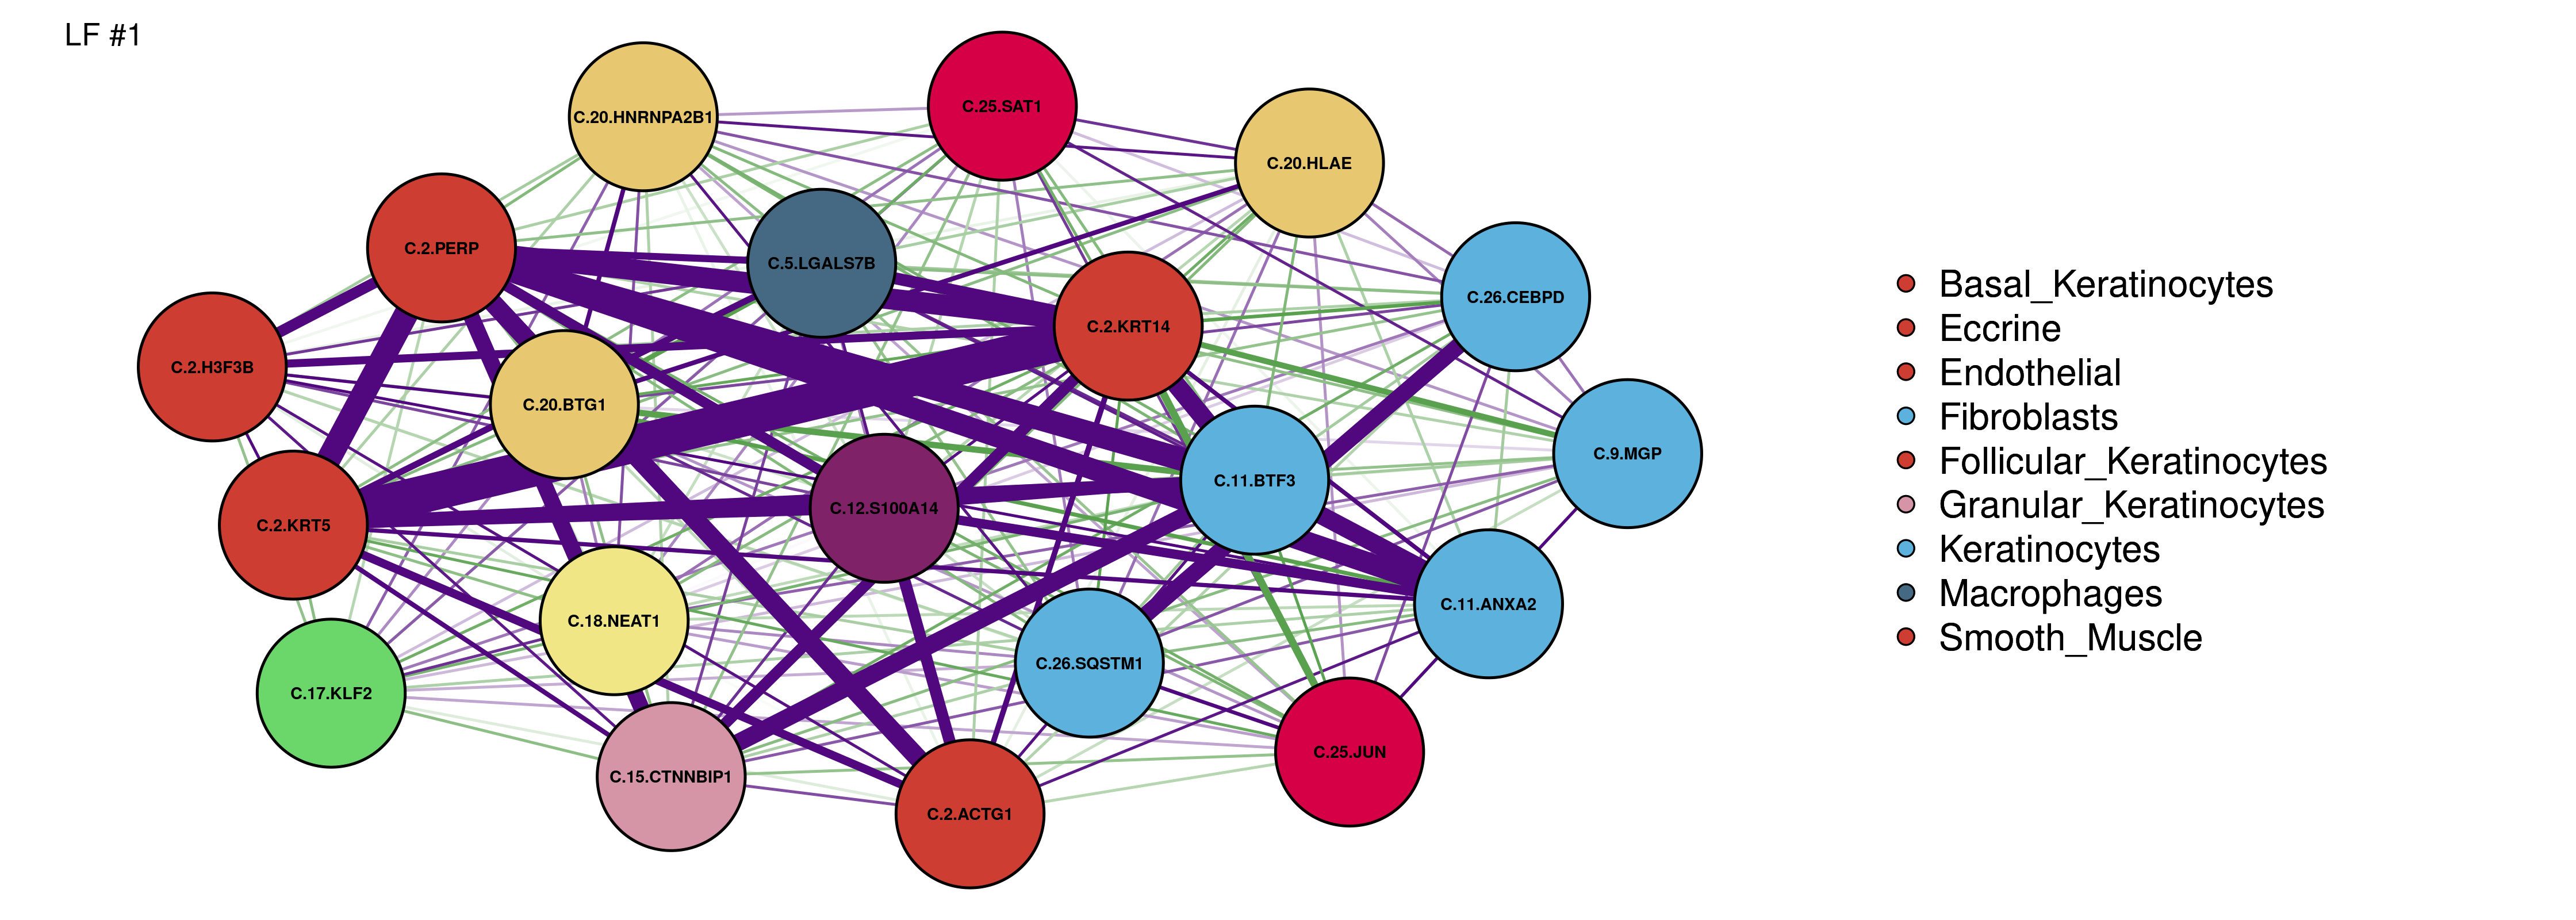 LF #1
C.25.SAT1
C.20.HNRNPA2B1
C.20.HLAE
C.2.PERP
C.5.LGALS7B
C.26.CEBPD
C.2.KRT14
C.2.H3F3B
C.20.BTG1
C.9.MGP
C.11.BTF3
C.12.S100A14
C.2.KRT5
C.11.ANXA2
C.18.NEAT1
C.26.SQSTM1
C.17.KLF2
C.25.JUN
C.15.CTNNBIP1
C.2.ACTG1
Basal_Keratinocytes
Eccrine
Endothelial
Fibroblasts
Follicular_Keratinocytes
Granular_Keratinocytes
Keratinocytes
Macrophages
Smooth_Muscle